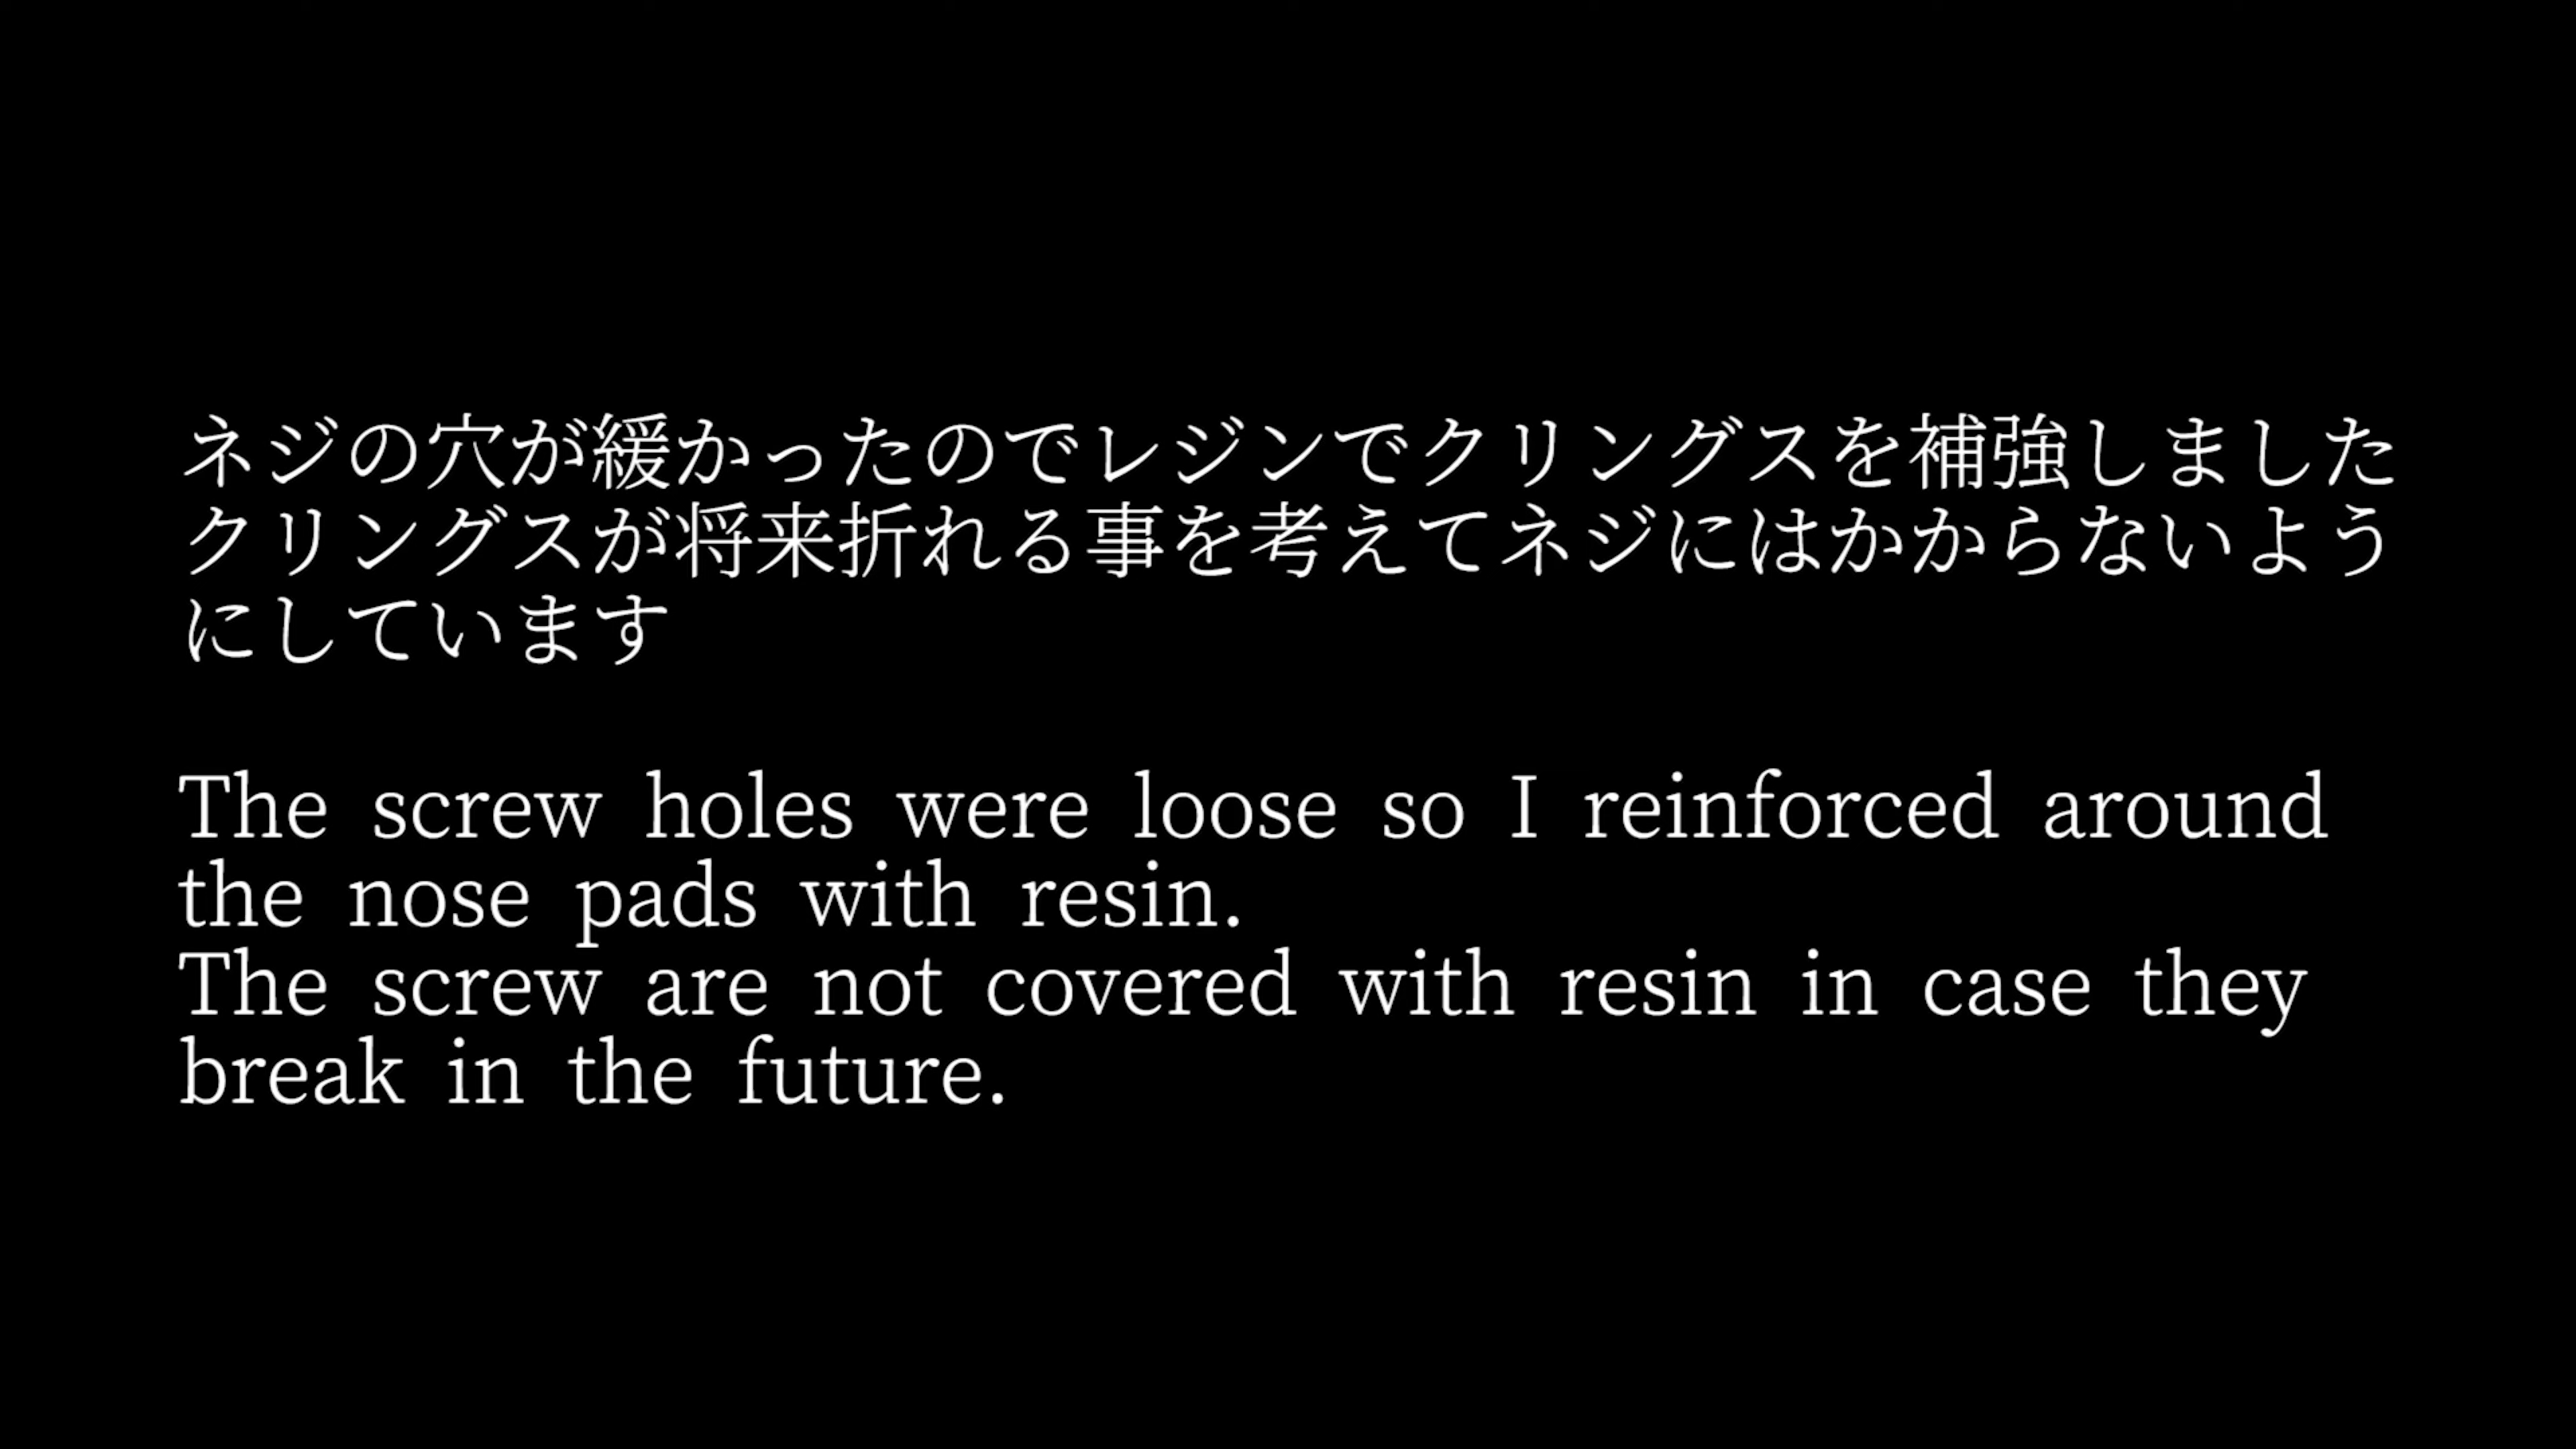 ネジの穴が緩かったのでレジンでクリングスを補強しました
クリングスが将来折れる事を考えてネジにはかからないよう
にしています
The screw holes were loose so I reinforced around
the nose pads with resin.
The screw are not covered with resin in case they
break in the future.